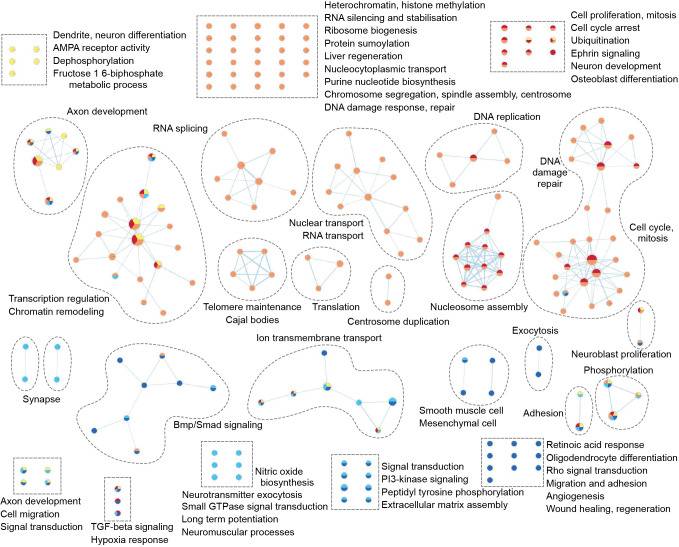 Dendrite, neuron differentiation
AMPA receptor activity
Dephosphorylation
Fructose 1 6-biphosphate
metabolic process
Heterochromatin, histone methylation
RNA silencing and stabilisation
Ribosome biogenesis
Protein sumoylation
Liver regeneration
Nucleocytoplasmic transport
Purine nucleotide biosynthesis
Chromosome segregation, spindle assembly, centrosome
DNA damage response, repair
Cell proliferation, mitosis
Cell cycle arrest
Ubiquitination
Ephrin signaling
Neuron development
Osteoblast differentiation
Axon development
RNA splicing
DNA replication
DNA
damage
repair
Nuclear transport
RNA transport
Cell cycle,
mitosis
Transcription regulation
Chromatin remodeling
Telomere maintenance
Cajal bodies
Translation
Centrosome duplication
Nucleosome assembly
Exocytosis
Neuroblast proliferation
Ion transmembrane transport
Phosphorylation
Synapse
Bmp/Smad signaling
Smooth muscle cell
Mesenchymal cell
Adhesion
Axon development
Cell migration
Signal transduction
TGF-beta signaling
Hypoxia response
Nitric oxide
biosynthesis
Neurotransmitter exocytosis
Small GTPase signal transduction
Long term potentiation
Neuromuscular processes
Signal transduction
PI3-kinase signaling
Peptidyl tyrosine phosphorylation
Extracellular matrix assembly
Retinoic acid response
Oligodendrocyte differentiation
Rho signal transduction
Migration and adhesion
Angiogenesis
Wound healing, regeneration